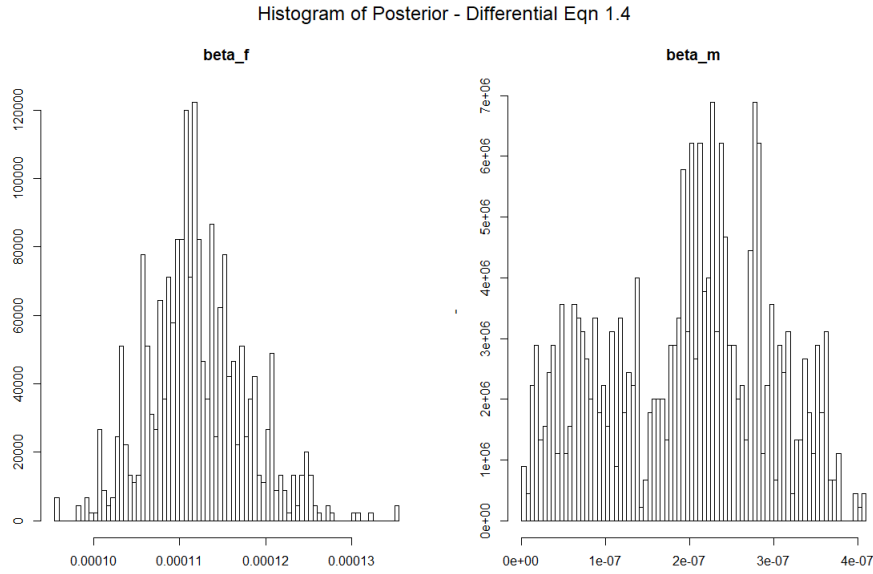 Histogram of Posterior - Differential Eqn 1.4
beta_f
beta_m
120000
100000
80000
60000
40000
20000
0
0.00010
0.00011
0.00012
0.00013
7e+06
6e+06
5e+06
4e+06
3e+06
2e+06
1e+06
0e+00
0e+00
1e-07
2e-07
3e-07
4e-07